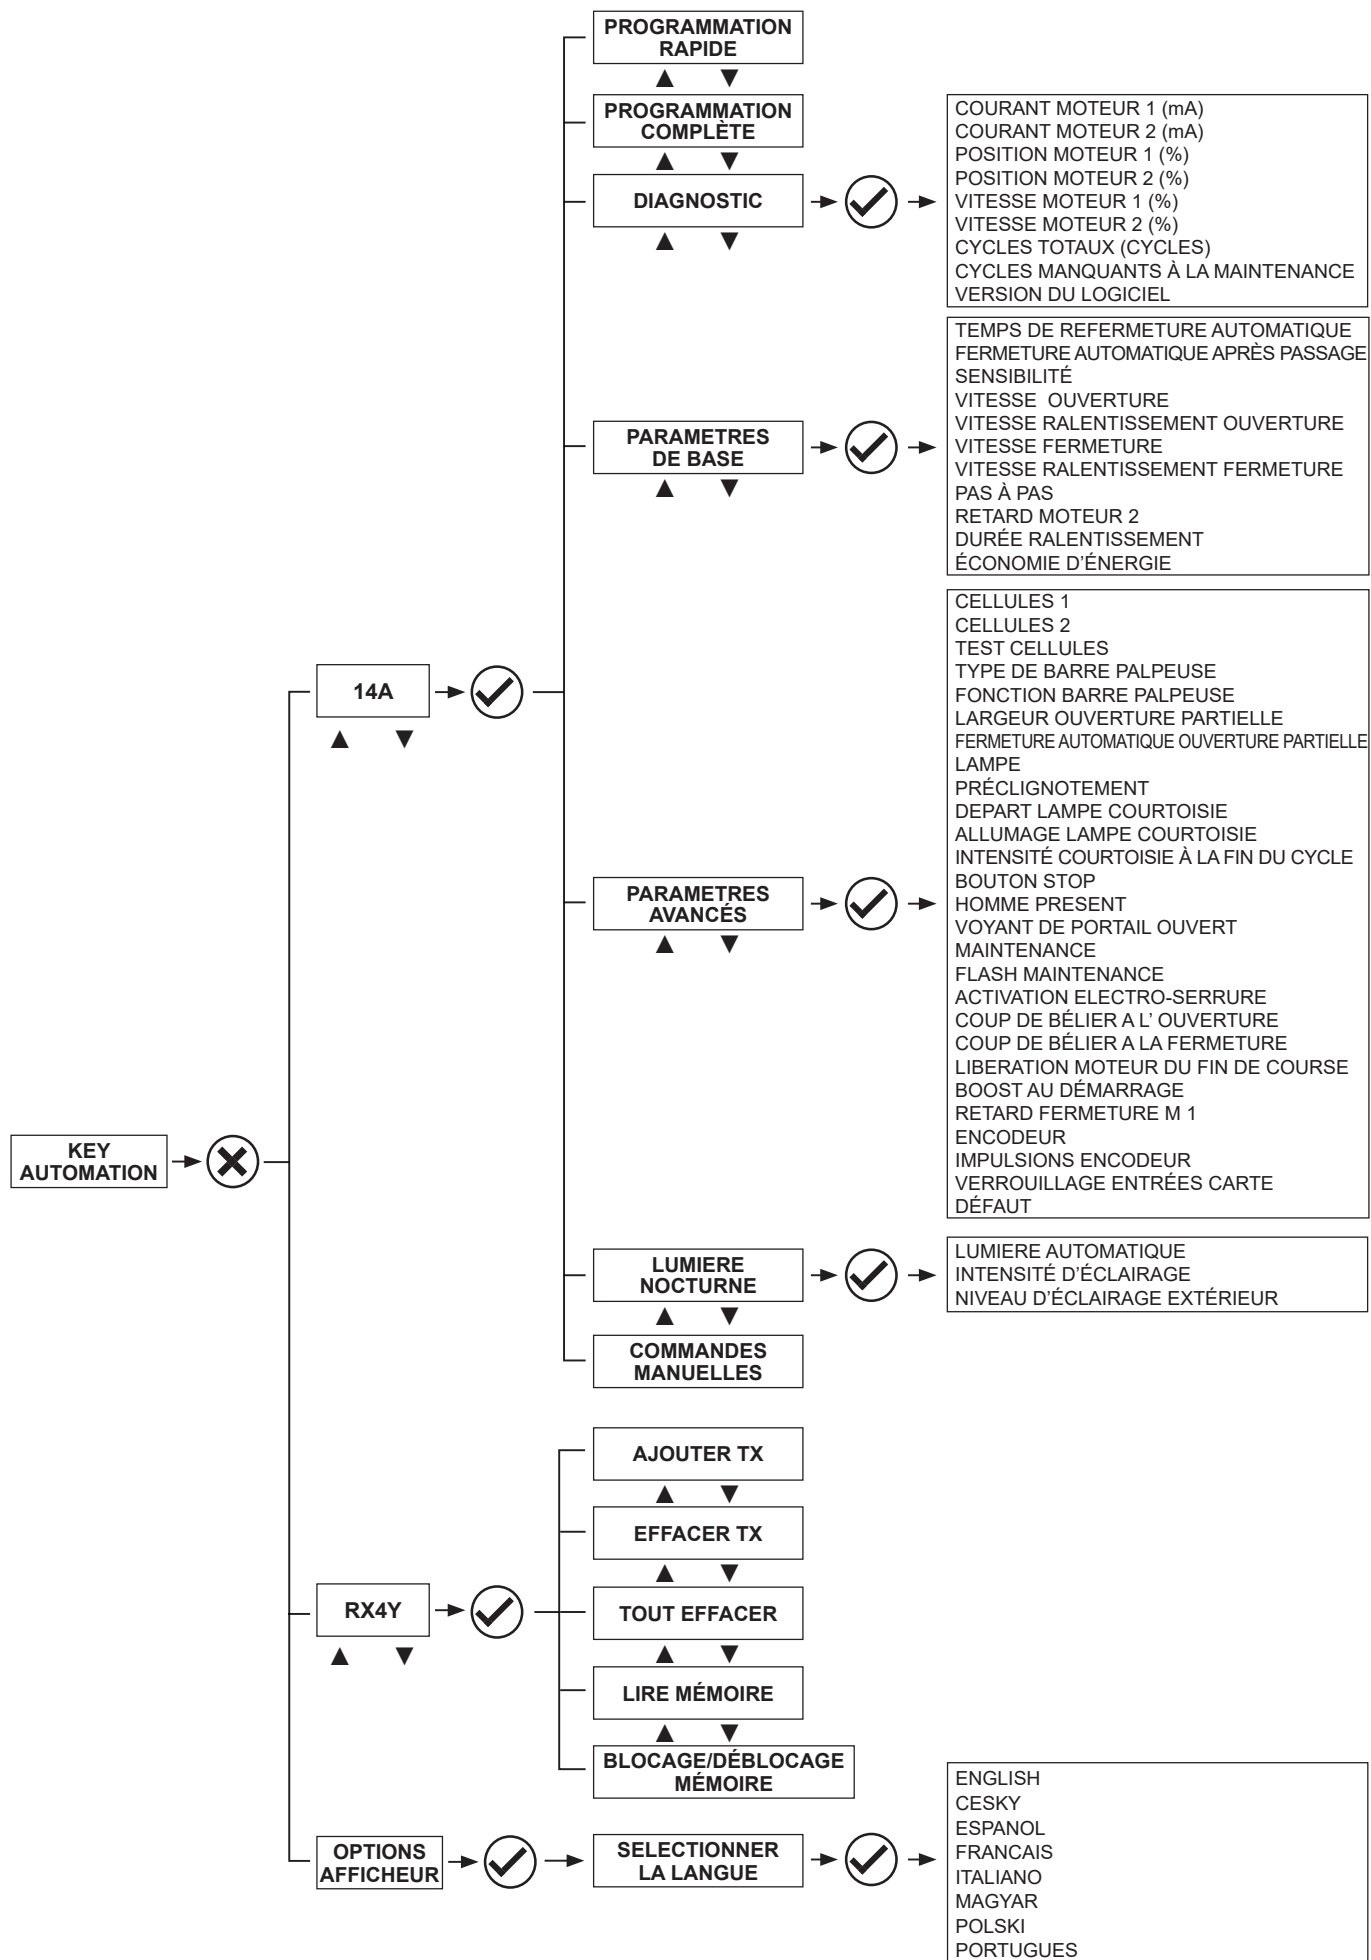 PROGRAMMATION
RAPIDE
PROGRAMMATION
COMPLÈTE
DIAGNOSTIC
COURANT MOTEUR 1 (mA)
COURANT MOTEUR 2 (mA)
POSITION MOTEUR 1 (%)
POSITION MOTEUR 2 (%)
VITESSE MOTEUR 1 (%)
VITESSE MOTEUR 2 (%)
CYCLES TOTAUX (CYCLES)
CYCLES MANQUANTS À LA MAINTENANCE
VERSION DU LOGICIEL
PARAMETRES
DE BASE
TEMPS DE REFERMETURE AUTOMATIQUE
FERMETURE AUTOMATIQUE APRÈS PASSAGE
SENSIBILITÉ
VITESSE OUVERTURE
VITESSE RALENTISSEMENT OUVERTURE
VITESSE FERMETURE
VITESSE RALENTISSEMENT FERMETURE
PAS À PAS
RETARD MOTEUR 2
DURÉE RALENTISSEMENT
ÉCONOMIE D'ÉNERGIE
14A
PARAMETRES
AVANCÉS
CELLULES 1
CELLULES 2
TEST CELLULES
TYPE DE BARRE PALPEUSE
FONCTION BARRE PALPEUSE
LARGEUR OUVERTURE PARTIELLE
FERMETURE AUTOMATIQUE OUVERTURE PARTIELLE
LAMPE
PRÉCLIGNOTEMENT
DEPART LAMPE COURTOISIE
ALLUMAGE LAMPE COURTOISIE
INTENSITÉ COURTOISIE À LA FIN DU CYCLE
BOUTON STOP
HOMME PRESENT
VOYANT DE PORTAIL OUVERT
MAINTENANCE
FLASH MAINTENANCE
ACTIVATION ELECTRO-SERRURE
COUP DE BÉLIER A L' OUVERTURE
COUP DE BÉLIER A LA FERMETURE
LIBERATION MOTEUR DU FIN DE COURSE
BOOST AU DÉMARRAGE
RETARD FERMETURE M 1
ENCODEUR
IMPULSIONS ENCODEUR
VERROUILLAGE ENTRÉES CARTE
DÉFAUT
KEY
AUTOMATION
LUMIERE
NOCTURNE
LUMIERE AUTOMATIQUE
INTENSITÉ D'ÉCLAIRAGE
NIVEAU D'ÉCLAIRAGE EXTÉRIEUR
COMMANDES
MANUELLES
AJOUTER TX
EFFACER TX
RX4Y
TOUT EFFACER
LIRE MÉMOIRE
BLOCAGE/DÉBLOCAGE
MÉMOIRE
OPTIONS
AFFICHEUR
SELECTIONNER
LA LANGUE
ENGLISH
CESKY
ESPANOL
FRANCAIS
ITALIANO
MAGYAR
POLSKI
PORTUGUES